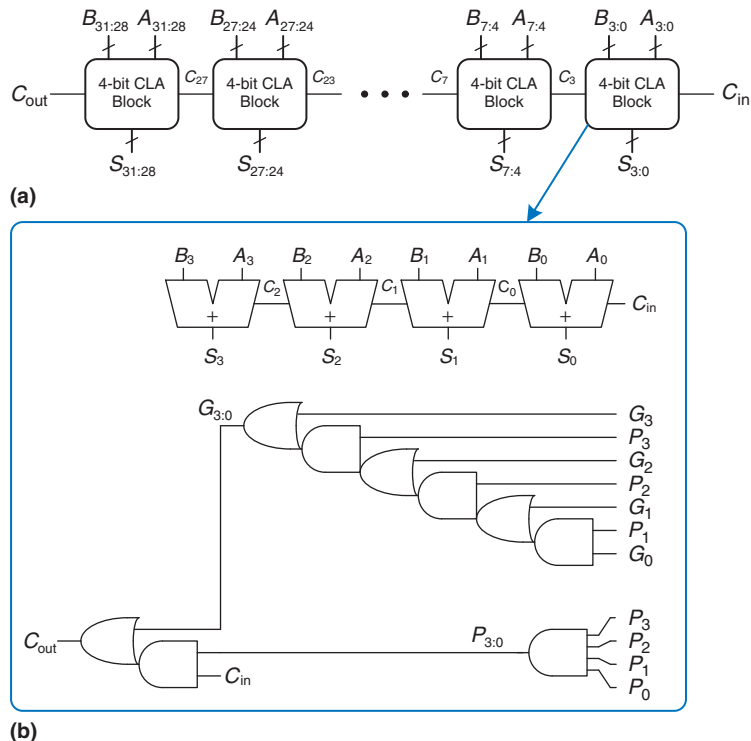 B31:28 A31:28 B27:24 A27:24 B7:4 A7:4 B3:0 A3:0
Cout 4-bit CLA Block C27 4-bit CLA Block C23 C7 4-bit CLA Block C3 4-bit CLA Block Cin
S31:28 S27:24 S7:4 S3:0
(a)
B3 A3 B2 A2 B1 A1 B0 A0
C2 C1 C0
+ + + + Cin
S3 S2 S1 S0
G3:0 G3
P3
G2
P2
G1
P1
G0
P3
Cout P3:0 P2
P1
Cin P0
(b)